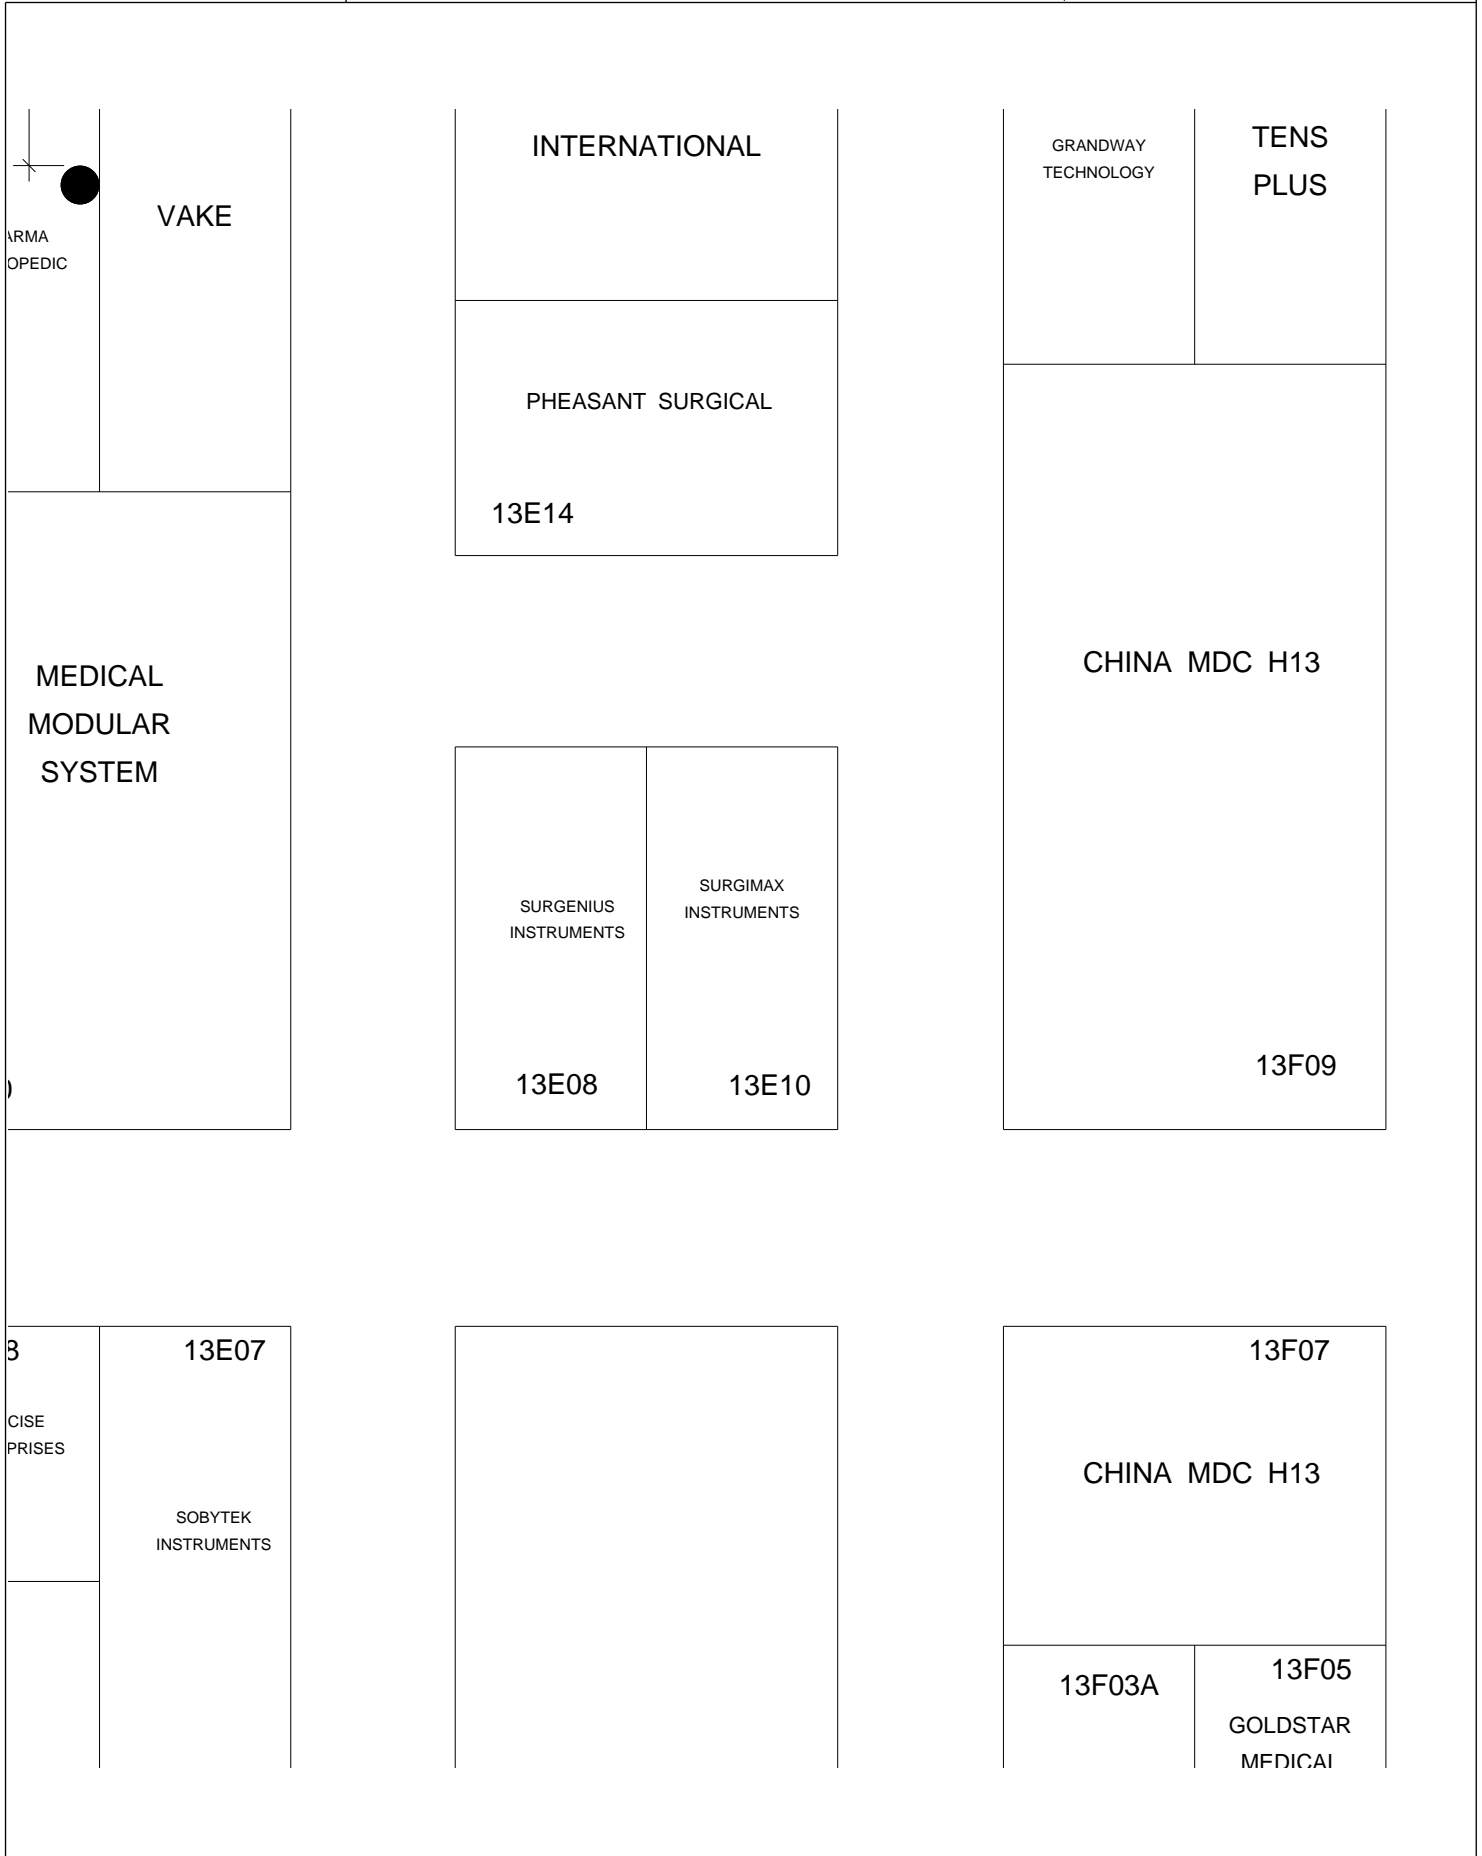 INTERNATIONAL
GRANDWAY
TECHNOLOGY
TENS
PLUS
VAKE
ARMA
OPEDIC
PHEASANT SURGICAL
13E14
MEDICAL
MODULAR
SYSTEM
CHINA MDC H13
SURGENIUS
INSTRUMENTS
SURGIMAX
INSTRUMENTS
13E08
13E10
13F09
13E07
13F07
CISE
PRISES
SOBYTEK
INSTRUMENTS
CHINA MDC H13
13F03A
13F05
GOLDSTAR
MEDICAL